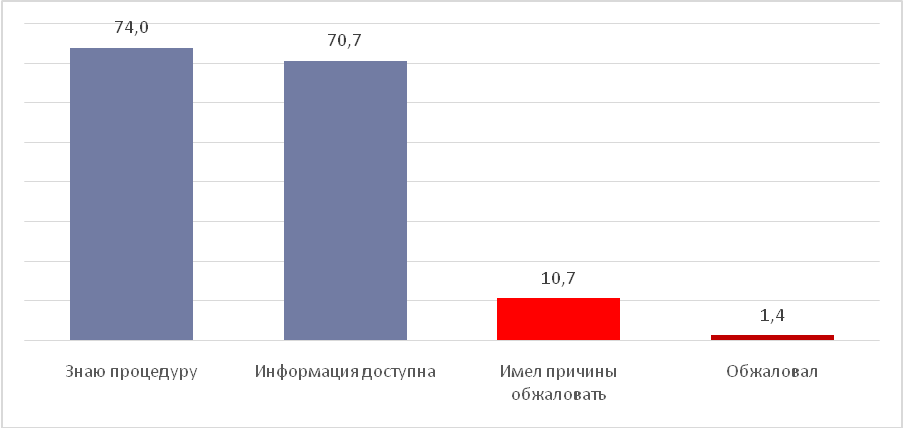 74,0
70,7
10,7
1,4
Знаю процедуру
Информация доступна
Имел причины
обжаловать
Обжаловал